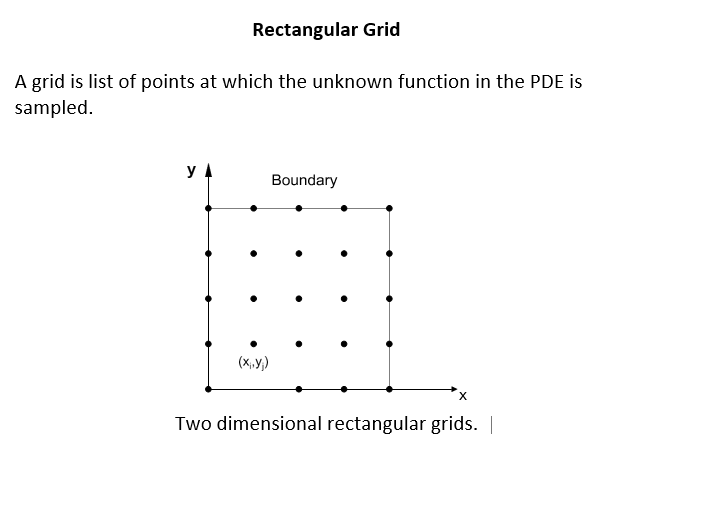 Rectangular Grid
A grid is list of points at which the unknown function in the PDE is
sampled.
y
Boundary
(xᵢ,yⱼ)
x
Two dimensional rectangular grids.